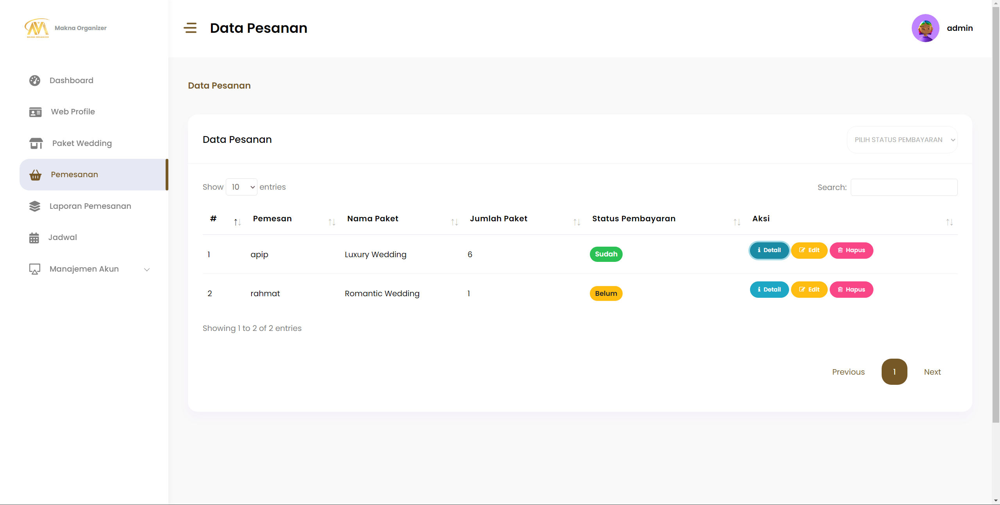 MAKNA ORGANIZER
Makna Organizer
Data Pesanan
admin
Dashboard
Web Profile
Paket Wedding
Pemesanan
Laporan Pemesanan
Jadwal
Manajemen Akun
Data Pesanan
Data Pesanan
PILIH STATUS PEMBAYARAN
Show 10 entries
Search:
# Pemesan Nama Paket Jumlah Paket Status Pembayaran Aksi
1 apip Luxury Wedding 6 Sudah Detail Edit Hapus
2 rahmat Romantic Wedding 1 Belum Detail Edit Hapus
Showing 1 to 2 of 2 entries
Previous 1 Next